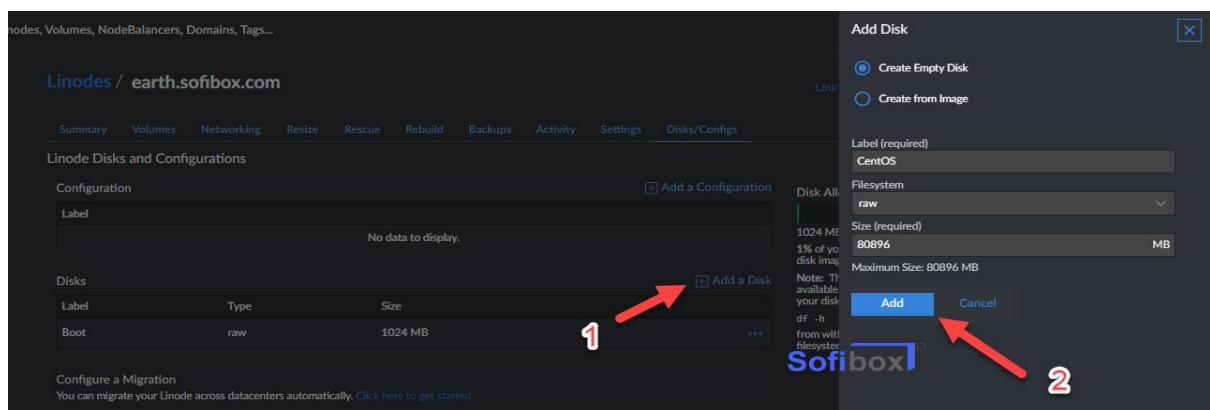 nodes, Volumes, NodeBalancers, Domains, Tags...
Linodes / earth.sofibox.com
Laun
Summary Volumes Networking Resize Rescue Rebuild Backups Activity Settings Disks/Configs
Linode Disks and Configurations
Configuration
Add a Configuration
Label
No data to display.
Disks
Add a Disk
Label Type Size
Boot raw 1024 MB
1
Configure a Migration
You can migrate your Linode across datacenters automatically. Click here to get started.
Disk All
1024 MB
1% of yo
disk imag
Note: Th
available
your disk
df -h
from with
filesystem
Sofibox
Add Disk
Create Empty Disk
Create from Image
Label (required)
CentOS
Filesystem
raw
Size (required)
80896 MB
Maximum Size: 80896 MB
Add Cancel
2